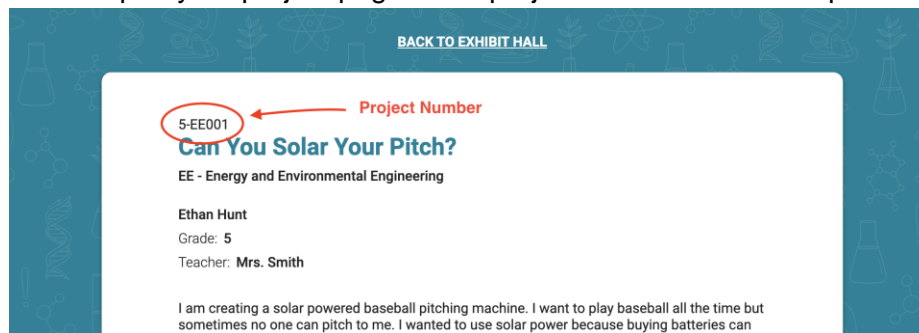 BACK TO EXHIBIT HALL
Project Number
5-EE001
Can You Solar Your Pitch?
EE - Energy and Environmental Engineering
Ethan Hunt
Grade: 5
Teacher: Mrs. Smith
I am creating a solar powered baseball pitching machine. I want to play baseball all the time but
sometimes no one can pitch to me. I wanted to use solar power because buying batteries can